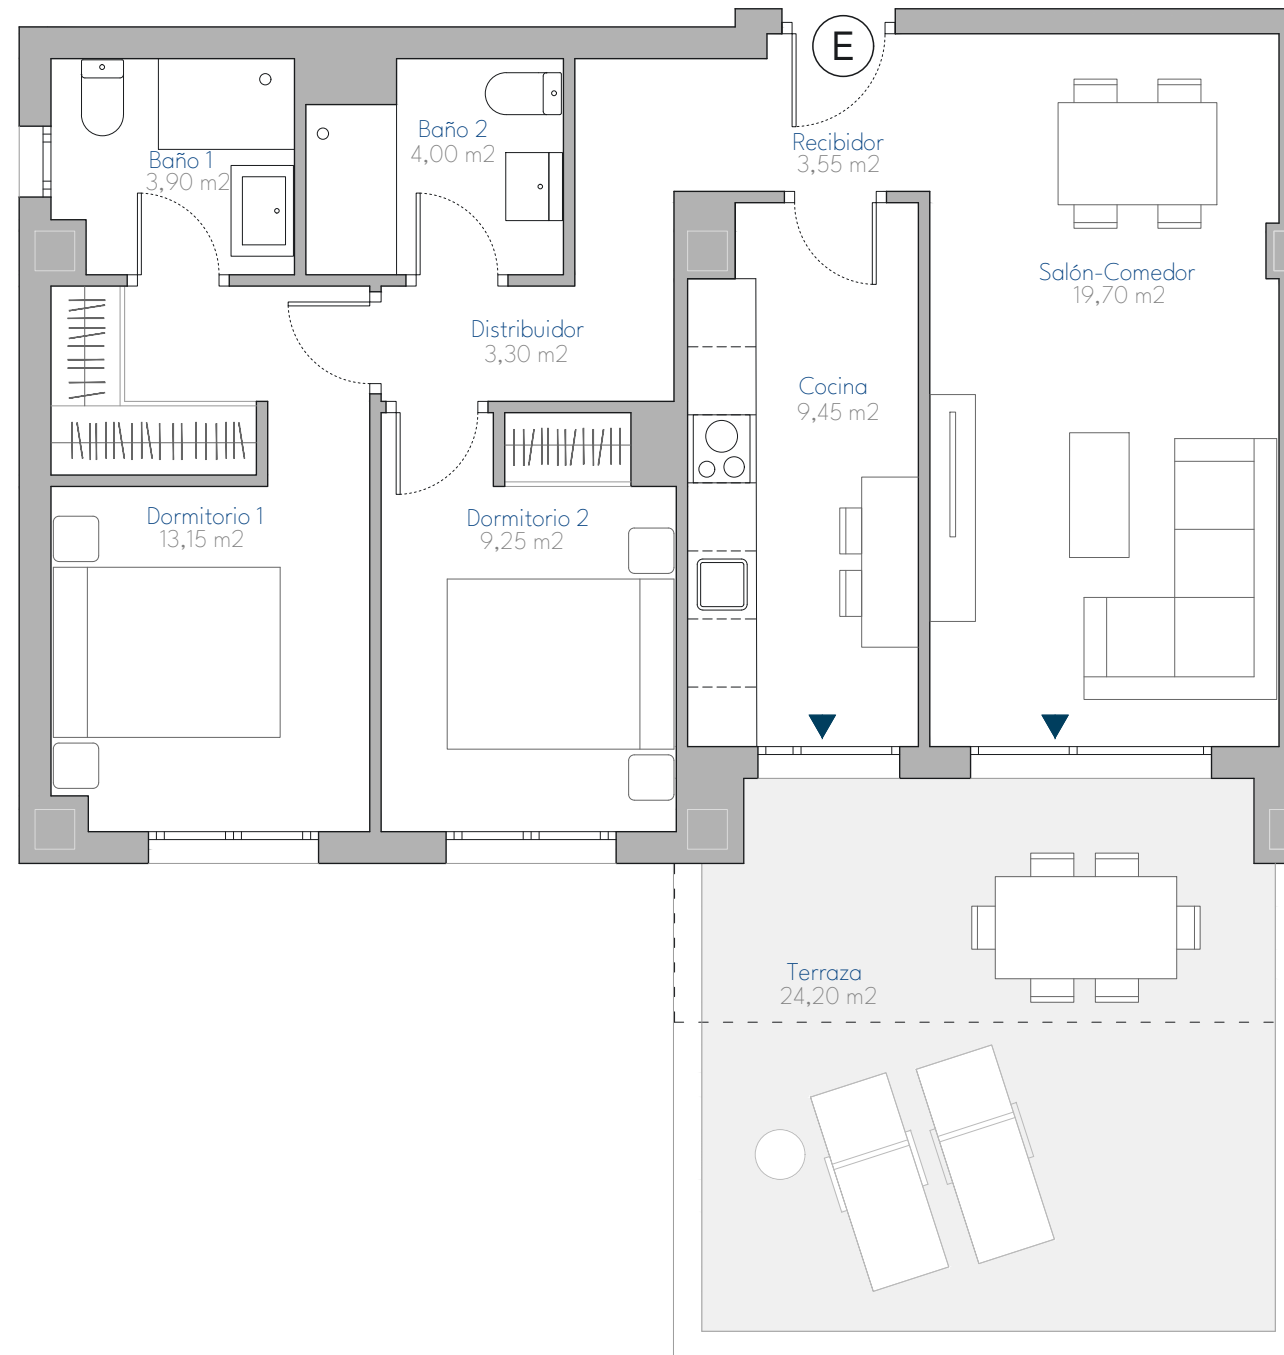 E
Baño 1
3,90 m2
Baño 2
4,00 m2
Recibidor
3,55 m2
Salón-Comedor
19,70 m2
Distribuidor
3,30 m2
Cocina
9,45 m2
Dormitorio 1
13,15 m2
Dormitorio 2
9,25 m2
Terraza
24,20 m2